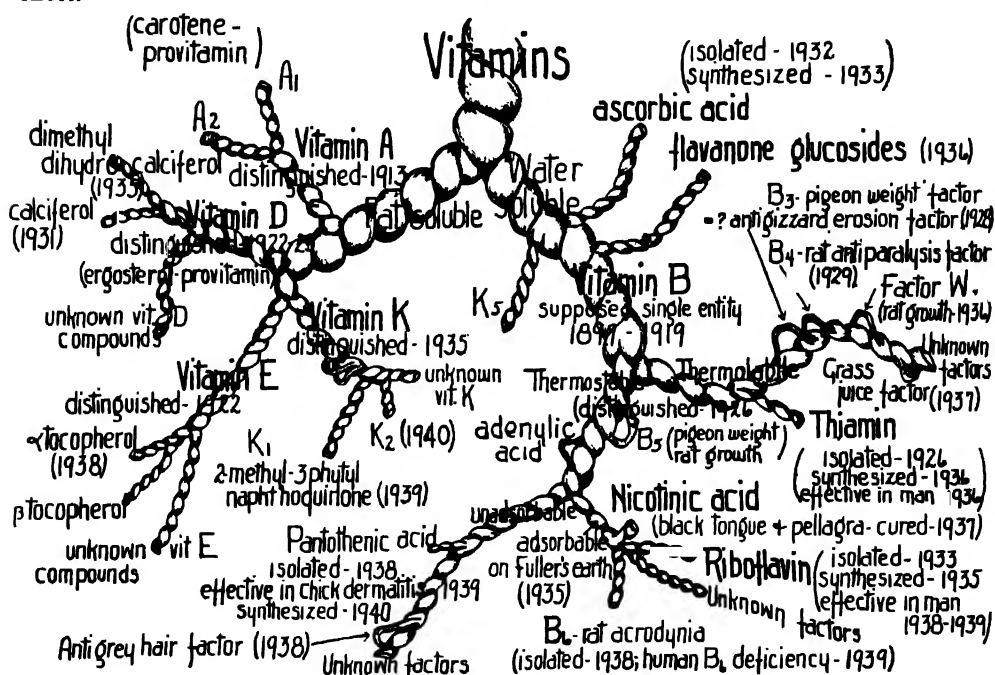 Vitamins
(carotene-
provitamin)
A1
A2
Vitamin A
distinguished-1913
Fat soluble
dimethyl
dihydro calciferol
(1935)
calciferol
(1931)
Vitamin D
distinguished-1922-25
(ergosterol-provitamin)
unknown vit D
compounds
Vitamin K
distinguished-1935
unknown
vit K
K2 (1940)
K1
2-methyl-3phytyl
naphthoquinone (1939)
Vitamin E
distinguished-1922
αtocopherol
(1938)
βtocopherol
unknown vit E
compounds
Water
soluble
(isolated-1932
synthesized-1933)
ascorbic acid
flavanone glucosides (1936)
K5
Vitamin B
supposed single entity
1897-1919
B3-pigeon weight factor
=? antigizzard erosion factor (1928)
B4-rat antiparalysis factor
(1929)
Factor W.
(rat growth-1936)
Unknown
factors
Grass
juice factor (1937)
Thermolabile
Thiamin
(isolated-1926
synthesized-1936
effective in man 1936)
Thermostable
(distinguished-1926
B5 (pigeon weight
rat growth)
adenylic
acid
Nicotinic acid
(black tongue + pellagra-cured-1937)
Riboflavin (isolated-1933
synthesized-1935
effective in man
1938-1939)
Unknown
factors
adsorbable
on fuller's earth
(1935)
B6-rat acrodynia
(isolated-1938; human B6 deficiency-1939)
unadsorbable
Pantothenic acid
isolated-1938
effective in chick dermatitis-1939
synthesized-1940
Anti grey hair factor (1938)
Unknown factors